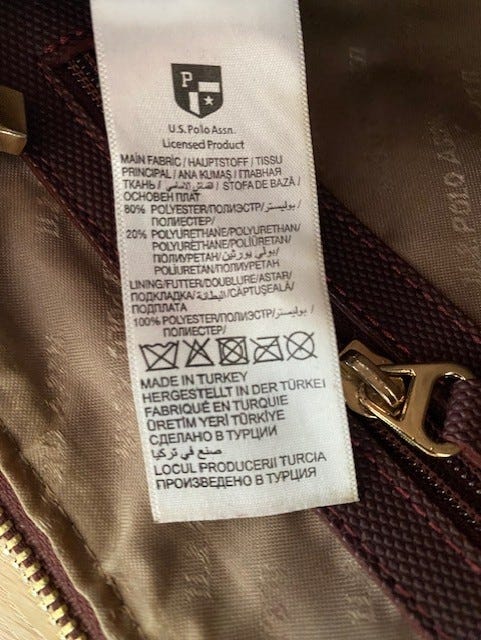 P
U.S. Polo Assn.
Licensed Product
MAIN FABRIC / HAUPTSTOFF / TISSU
PRINCIPAL / ANA KUMAŞ / ГЛАВНАЯ
ТКАНЬ / القماش الاساسي / STOFA DE BAZĂ /
ОСНОВЕН ПЛАТ
80% POLYESTER/ПОЛИЭСТР/بوليستر/
ПОЛИЕСТЕР/
20% POLYURETHAN/POLYURETHAN/
POLYURÉTHANE/POLİÜRETAN/
ПОЛИУРЕТАН/بولي يوريثين/
POLIURETAN/ПОЛИУРЕТАН
LINING/FUTTER/DOUBLURE/ASTAR/
ПОДКЛАДКА/البطانة/CĂPTUŞEALĂ/
ПОДПЛАТА
100% POLYESTER/ПОЛИЭСТР/بوليستر/
ПОЛИЕСТЕР/
MADE IN TURKEY
HERGESTELLT IN DER TÜRKEI
FABRIQUÉ EN TURQUIE
ÜRETİM YERİ TÜRKİYE
СДЕЛАНО В ТУРЦИИ
صنع في تركيا
LOCUL PRODUCERII TURCIA
ПРОИЗВЕДЕНО В ТУРЦИЯ